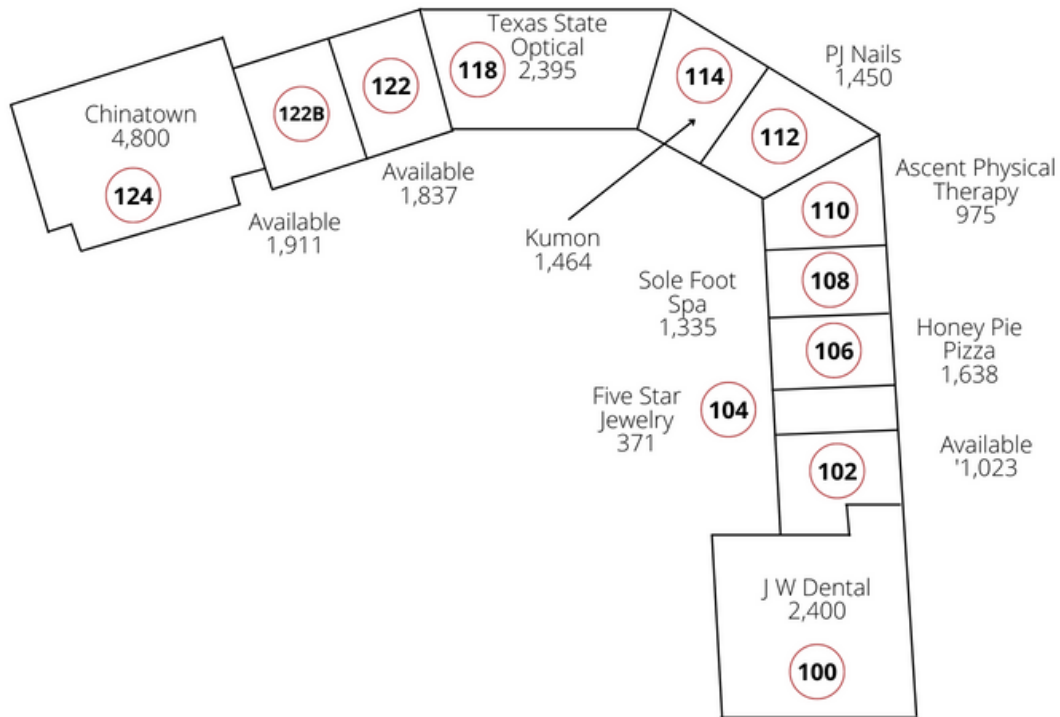 Chinatown
4,800
124
122B
Available
1,911
122
Available
1,837
Texas State
Optical
2,395
118
114
Kumon
1,464
PJ Nails
1,450
112
Ascent Physical
Therapy
975
110
Sole Foot
Spa
1,335
108
Honey Pie
Pizza
1,638
106
Five Star
Jewelry
371
104
Available
'1,023
102
J W Dental
2,400
100